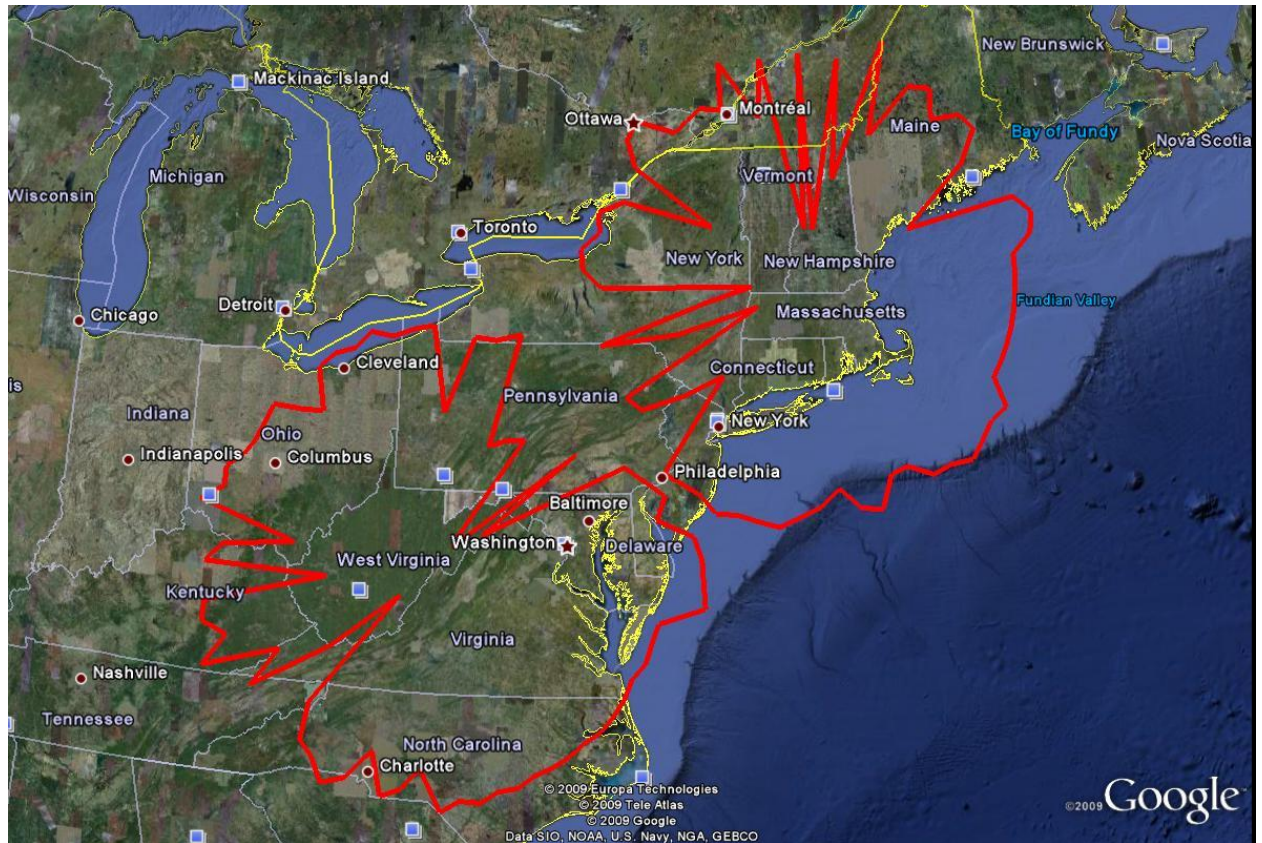 New Brunswick
Mackinac Island
Montréal
Ottawa
Maine
Bay of Fundy
Nova Scotia
Michigan
Vermont
Wisconsin
Toronto
New York
New Hampshire
Detroit
Fundian Valley
Chicago
Massachusetts
Cleveland
Connecticut
is
Pennsylvania
Indiana
New York
Ohio
Indianapolis
Columbus
Philadelphia
Baltimore
Washington
Delaware
West Virginia
Kentucky
Virginia
Nashville
Tennessee
North Carolina
Charlotte
© 2009 Europa Technologies
© 2009 Tele Atlas
© 2009 Google
Data SIO, NOAA, U.S. Navy, NGA, GEBCO
©2009 Google